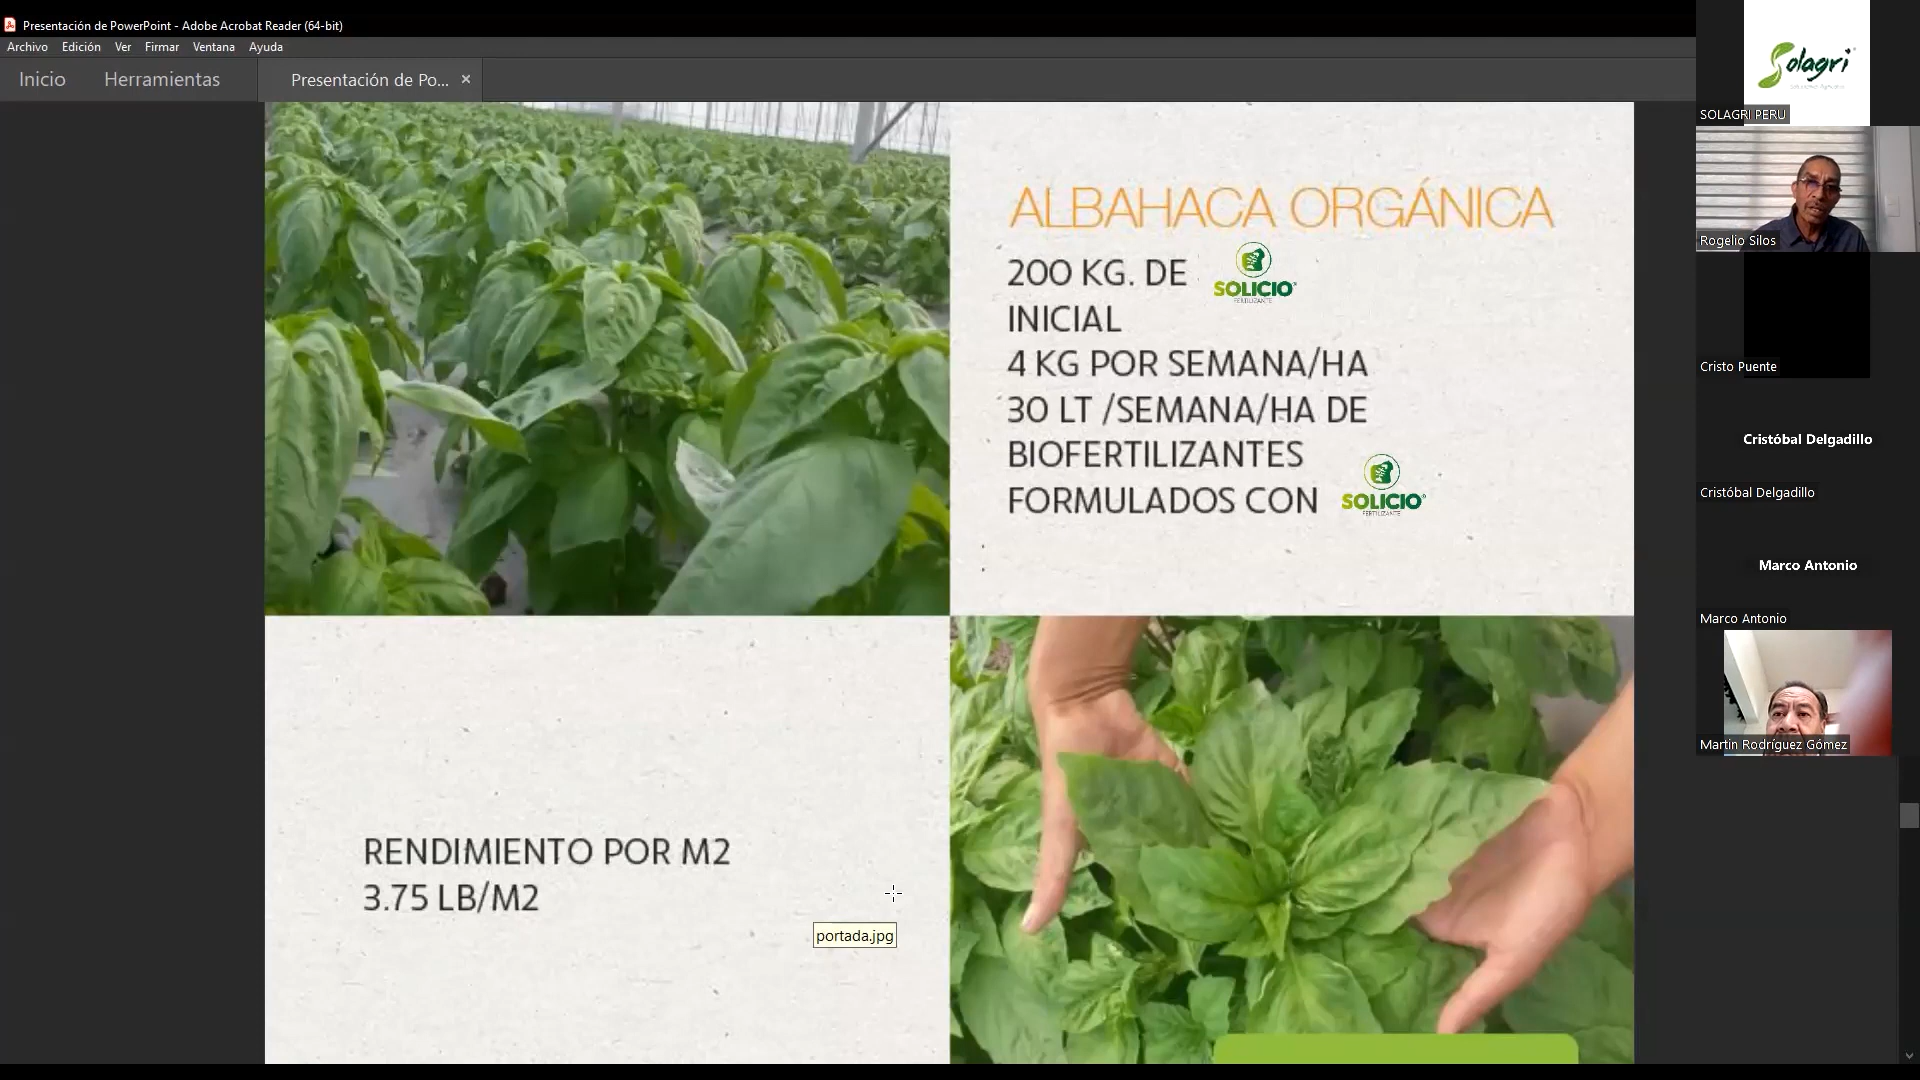 Presentación de PowerPoint - Adobe Acrobat Reader (64-bit)
Archivo Edición Ver Firmar Ventana Ayuda
Inicio Herramientas Presentación de Po... ×
ALBAHACA ORGÁNICA
200 KG. DE SOLICIO FERTILIZANTE
INICIAL
4 KG POR SEMANA/HA
30 LT /SEMANA/HA DE
BIOFERTILIZANTES
FORMULADOS CON SOLICIO FERTILIZANTE
RENDIMIENTO POR M2
3.75 LB/M2
portada.jpg
Solagri
SOLAGRI PERU
Rogelio Silos
Cristo Puente
Cristóbal Delgadillo
Cristóbal Delgadillo
Marco Antonio
Marco Antonio
Martin Rodríguez Gómez